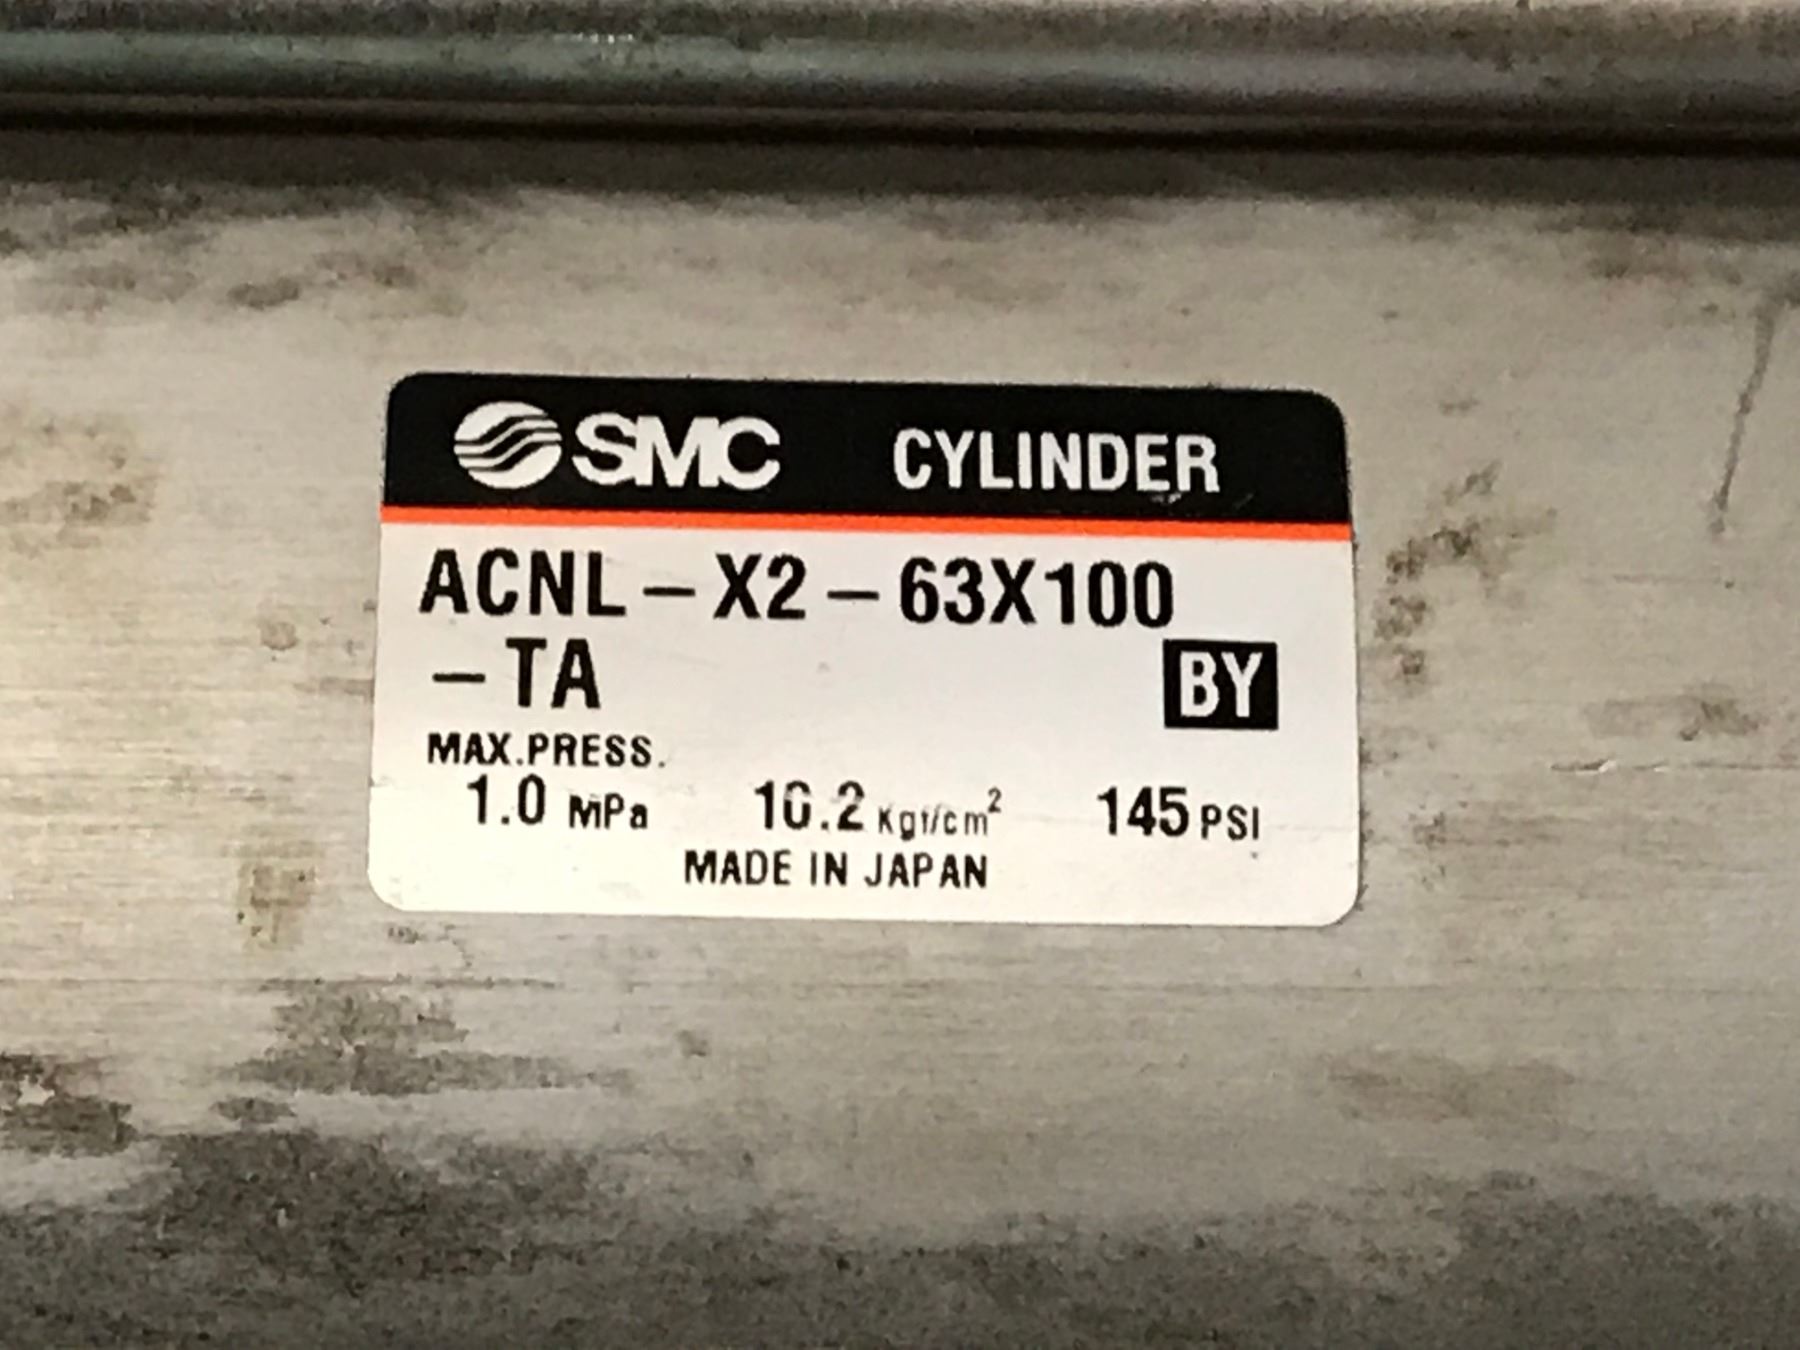 SMC CYLINDER
ACNL-X2-63X100
-TA BY
MAX.PRESS.
1.0 MPa 10.2 Kgf/cm² 145 PSI
MADE IN JAPAN